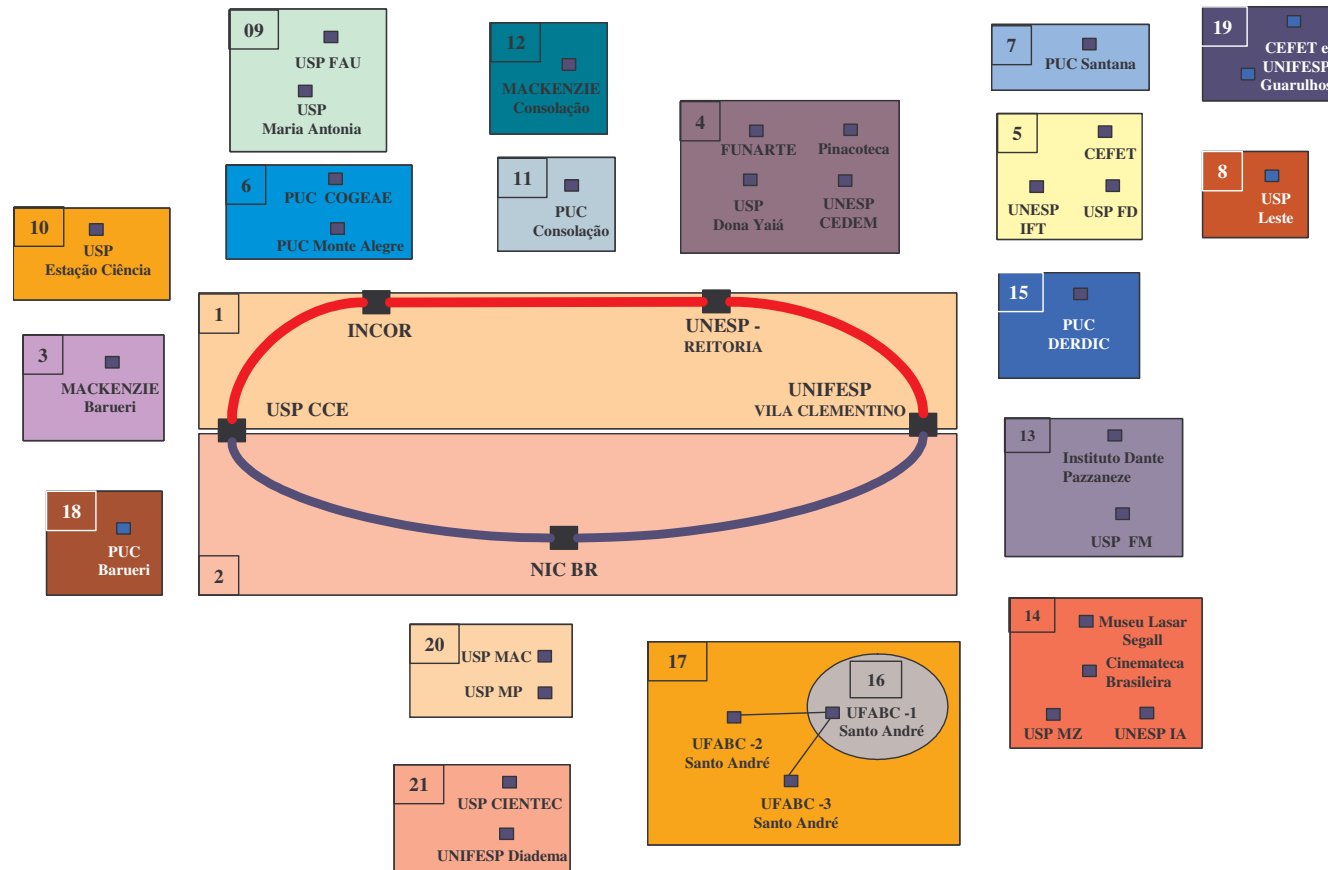 09
USP FAU
USP
Maria Antonia
12
MACKENZIE
Consolação
7
PUC Santana
19
CEFET e
UNIFESP
Guarulhos
4
FUNARTE
Pinacoteca
USP
Dona Yaiá
UNESP
CEDEM
5
CEFET
UNESP
IFT
USP FD
8
USP
Leste
6
PUC COGEAE
PUC Monte Alegre
11
PUC
Consolação
10
USP
Estação Ciência
1
INCOR
UNESP -
REITORIA
USP CCE
UNIFESP
VILA CLEMENTINO
15
PUC
DERDIC
3
MACKENZIE
Barueri
2
NIC BR
13
Instituto Dante
Pazzaneze
USP FM
18
PUC
Barueri
20
USP MAC
USP MP
17
16
UFABC -1
Santo André
UFABC -2
Santo André
UFABC -3
Santo André
14
Museu Lasar
Segall
Cinemateca
Brasileira
USP MZ
UNESP IA
21
USP CIENTEC
UNIFESP Diadema